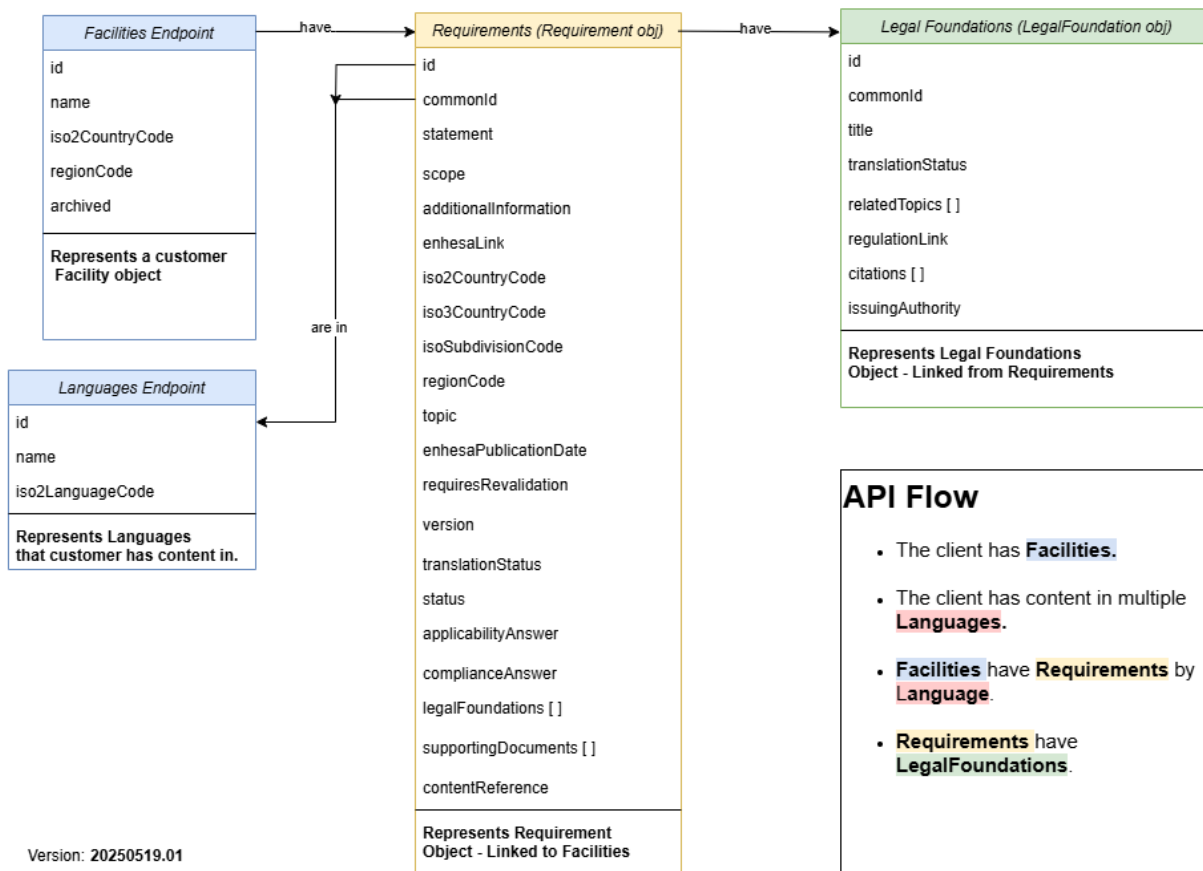 Facilities Endpoint
id
name
iso2CountryCode
regionCode
archived
Represents a customer
Facility object
have
Requirements (Requirement obj)
id
commonId
statement
scope
additionalInformation
enhesaLink
iso2CountryCode
iso3CountryCode
isoSubdivisionCode
regionCode
topic
enhesaPublicationDate
requiresRevalidation
version
translationStatus
status
applicabilityAnswer
complianceAnswer
legalFoundations [ ]
supportingDocuments [ ]
contentReference
Represents Requirement
Object - Linked to Facilities
have
Legal Foundations (LegalFoundation obj)
id
commonId
title
translationStatus
relatedTopics [ ]
regulationLink
citations [ ]
issuingAuthority
Represents Legal Foundations
Object - Linked from Requirements
are in
Languages Endpoint
id
name
iso2LanguageCode
Represents Languages
that customer has content in.
API Flow
• The client has Facilities.
• The client has content in multiple
Languages.
• Facilities have Requirements by
Language.
• Requirements have
LegalFoundations.
Version: 20250519.01